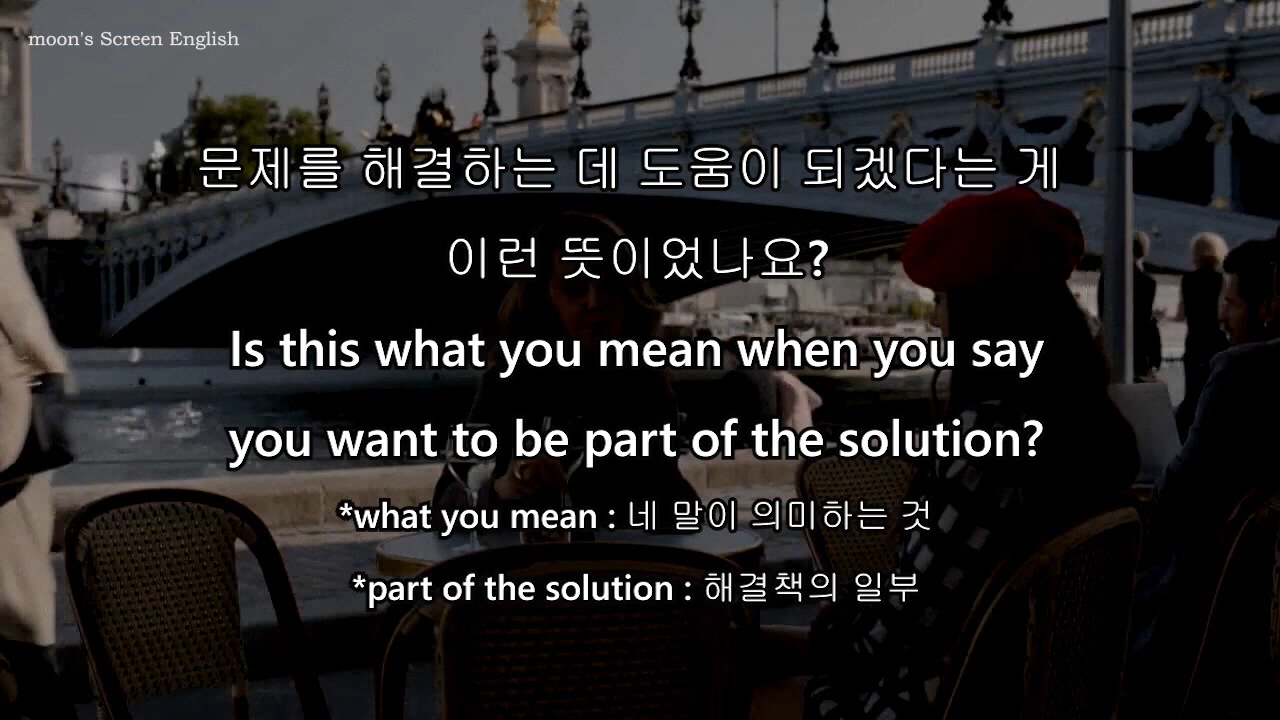 moon's Screen English
문제를 해결하는 데 도움이 되겠다는 게
이런 뜻이었나요?
Is this what you mean when you say
you want to be part of the solution?
*what you mean : 네 말이 의미하는 것
*part of the solution : 해결책의 일부